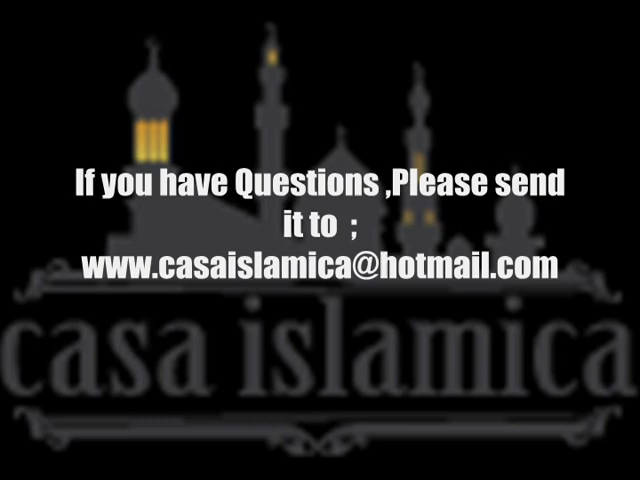 If you have Questions ,Please send
it to  ;
www.casaislamica@hotmail.com
casa islamica